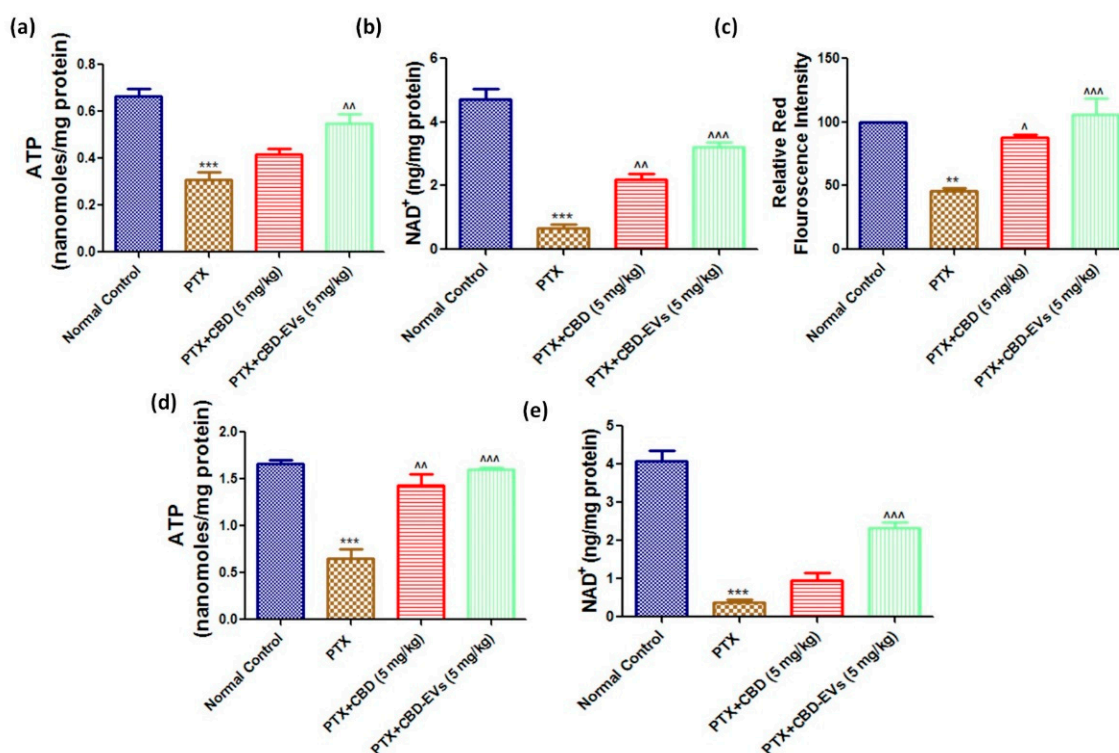 (a)
ATP
(nanomoles/mg protein)
0.8
0.6
0.4
0.2
0.0
***
^^
Normal Control
PTX
PTX+CBD (5 mg/kg)
PTX+CBD-EVs (5 mg/kg)
(b)
NAD+ (ng/mg protein)
6
4
2
0
***
^^
^^^
Normal Control
PTX
PTX+CBD (5 mg/kg)
PTX+CBD-EVs (5 mg/kg)
(c)
Relative Red
Flouroscence Intensity
150
100
50
0
**
^
^^^
Normal Control
PTX
PTX+CBD (5 mg/kg)
PTX+CBD-EVs (5 mg/kg)
(d)
ATP
(nanomoles/mg protein)
2.0
1.5
1.0
0.5
0.0
***
^^
^^^
Normal Control
PTX
PTX+CBD (5 mg/kg)
PTX+CBD-EVs (5 mg/kg)
(e)
NAD+ (ng/mg protein)
5
4
3
2
1
0
***
^^^
Normal Control
PTX
PTX+CBD (5 mg/kg)
PTX+CBD-EVs (5 mg/kg)